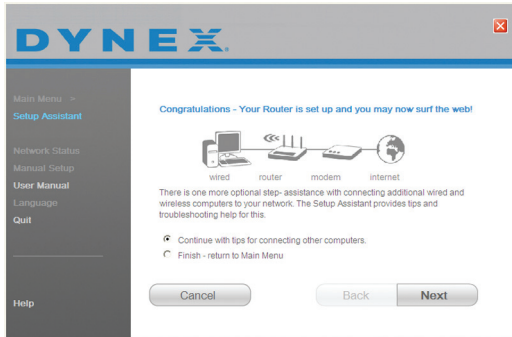 DYNEX
Main Menu >
Setup Assistant
Network Status
Manual Setup
User Manual
Language
Quit
Help
Congratulations - Your Router is set up and you may now surf the web!
wired router modem internet
There is one more optional step- assistance with connecting additional wired and
wireless computers to your network. The Setup Assistant provides tips and
troubleshooting help for this.
Continue with tips for connecting other computers.
Finish - return to Main Menu
Cancel Back Next